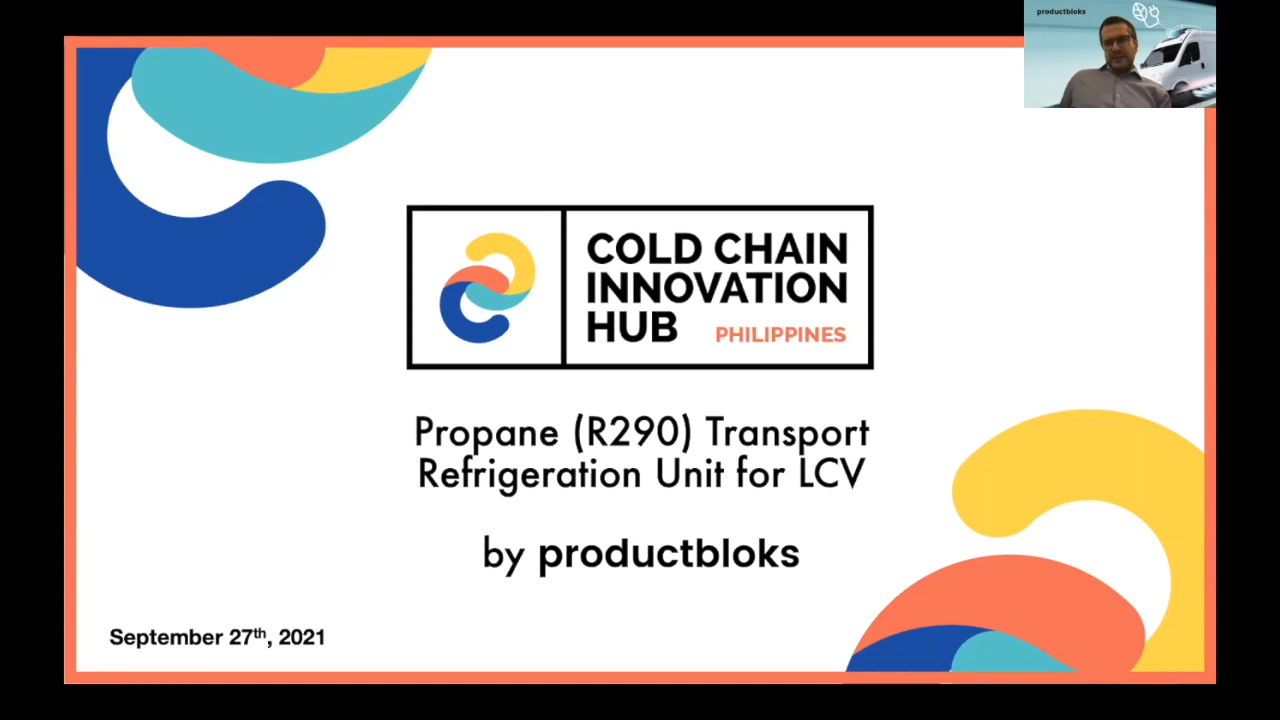 productbloks
COLD CHAIN
INNOVATION
HUB PHILIPPINES
Propane (R290) Transport
Refrigeration Unit for LCV
by productbloks
September 27th, 2021